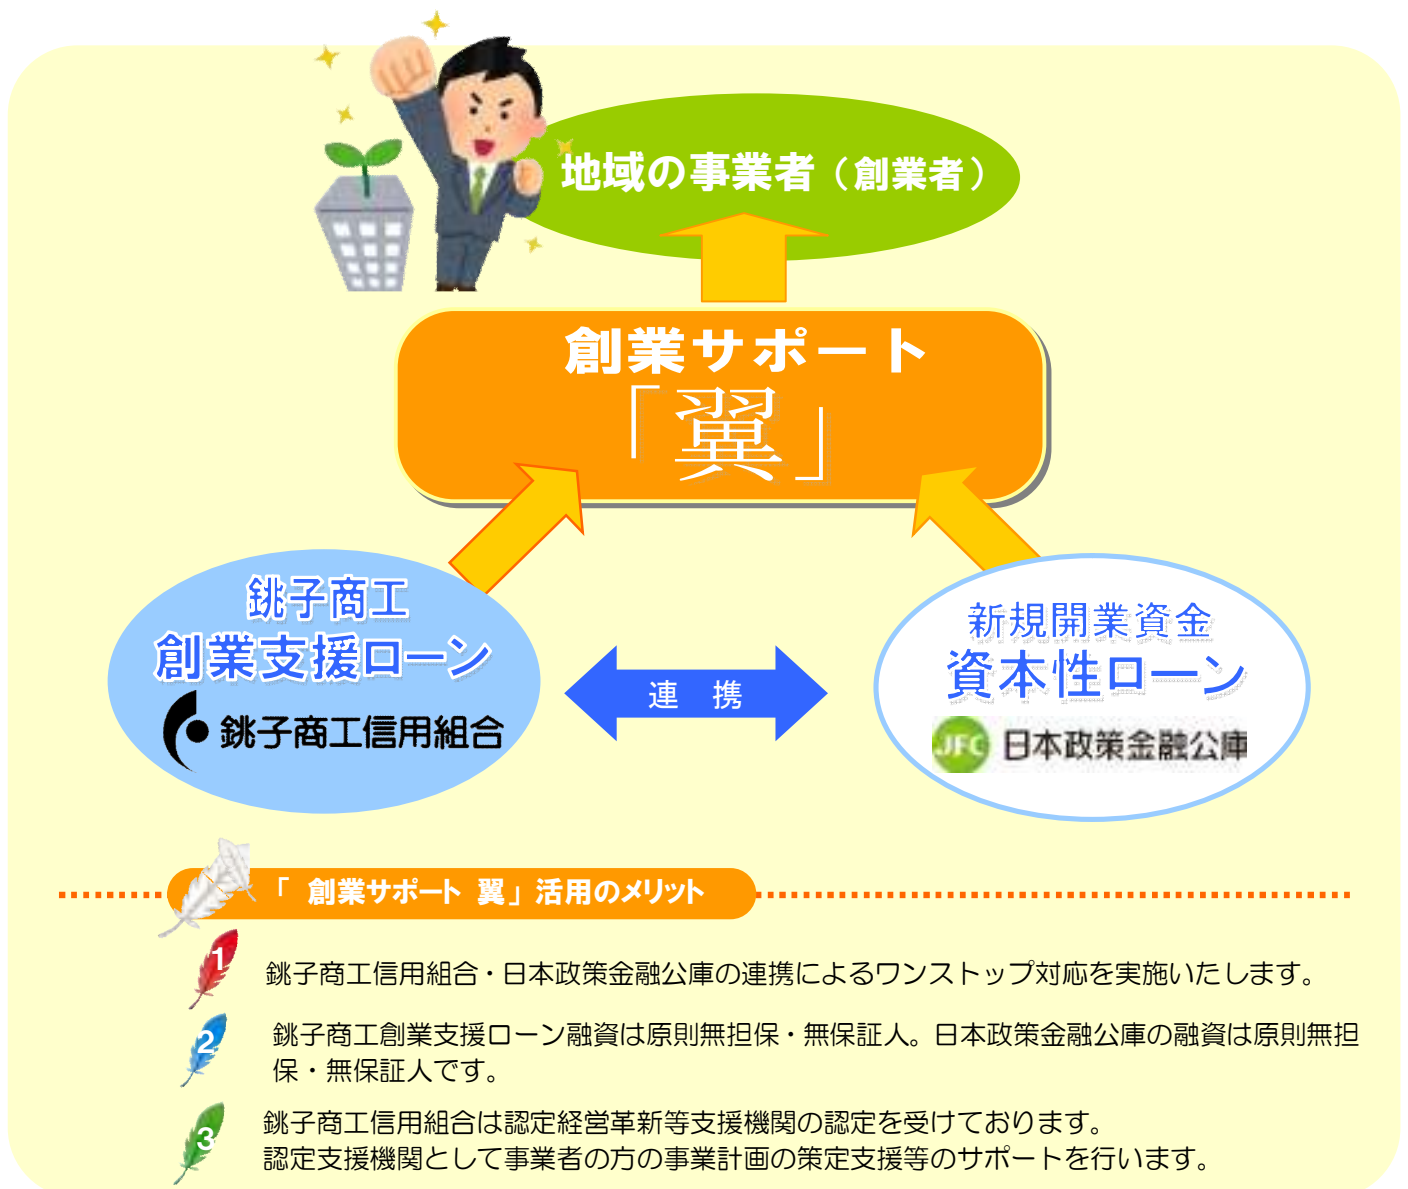 地域の事業者（創業者）
創業サポート
「翼」
銚子商工
創業支援ローン
銚子商工信用組合
連 携
新規開業資金
資本性ローン
JFC 日本政策金融公庫
「 創業サポート 翼」活用のメリット
1
銚子商工信用組合・日本政策金融公庫の連携によるワンストップ対応を実施いたします。
2
銚子商工創業支援ローン融資は原則無担保・無保証人。日本政策金融公庫の融資は原則無担
保・無保証人です。
3
銚子商工信用組合は認定経営革新等支援機関の認定を受けております。
認定支援機関として事業者の方の事業計画の策定支援等のサポートを行います。